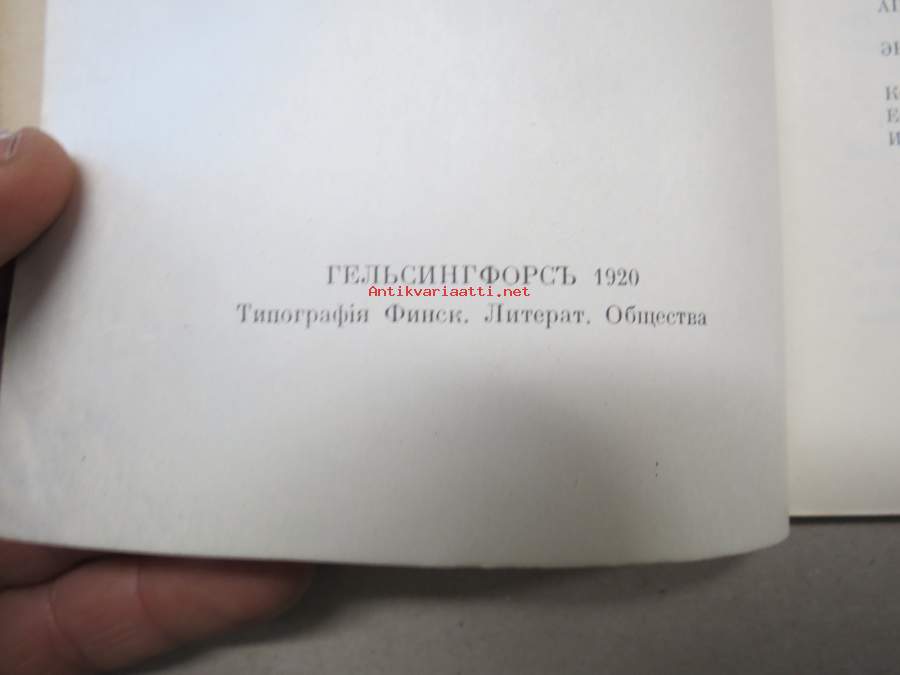 ГЕЛЬСИНГФОРСЪ 1920
Antikvariaatti.net
Типографія Финск. Литерат. Общества